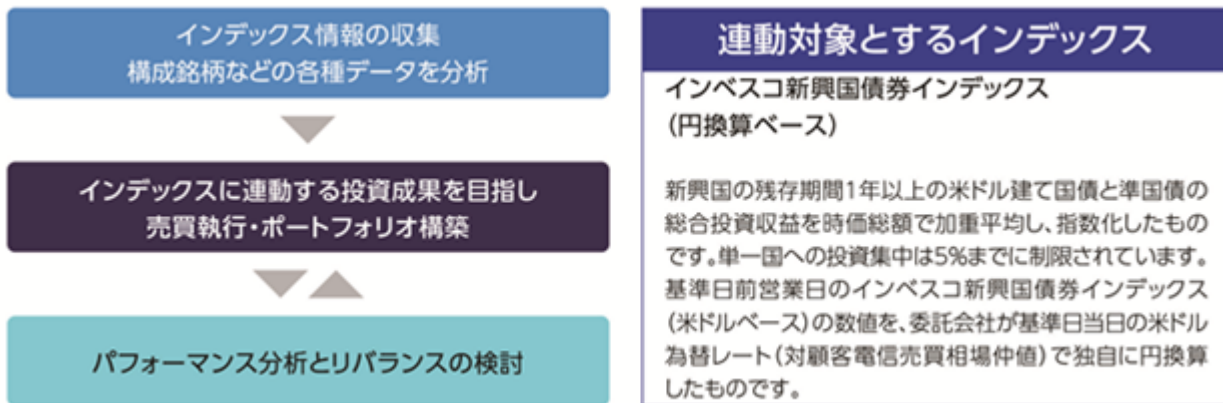 インデックス情報の収集
構成銘柄などの各種データを分析
インデックスに連動する投資成果を目指し
売買執行・ポートフォリオ構築
パフォーマンス分析とリバランスの検討
連動対象とするインデックス
インベスコ新興国債券インデックス
(円換算ベース)
新興国の残存期間1年以上の米ドル建て国債と準国債の
総合投資収益を時価総額で加重平均し、指数化したもの
です。単一国への投資集中は5%までに制限されています。
基準日前営業日のインベスコ新興国債券インデックス
(米ドルベース)の数値を、委託会社が基準日当日の米ドル
為替レート(対顧客電信売買相場仲値)で独自に円換算
したものです。